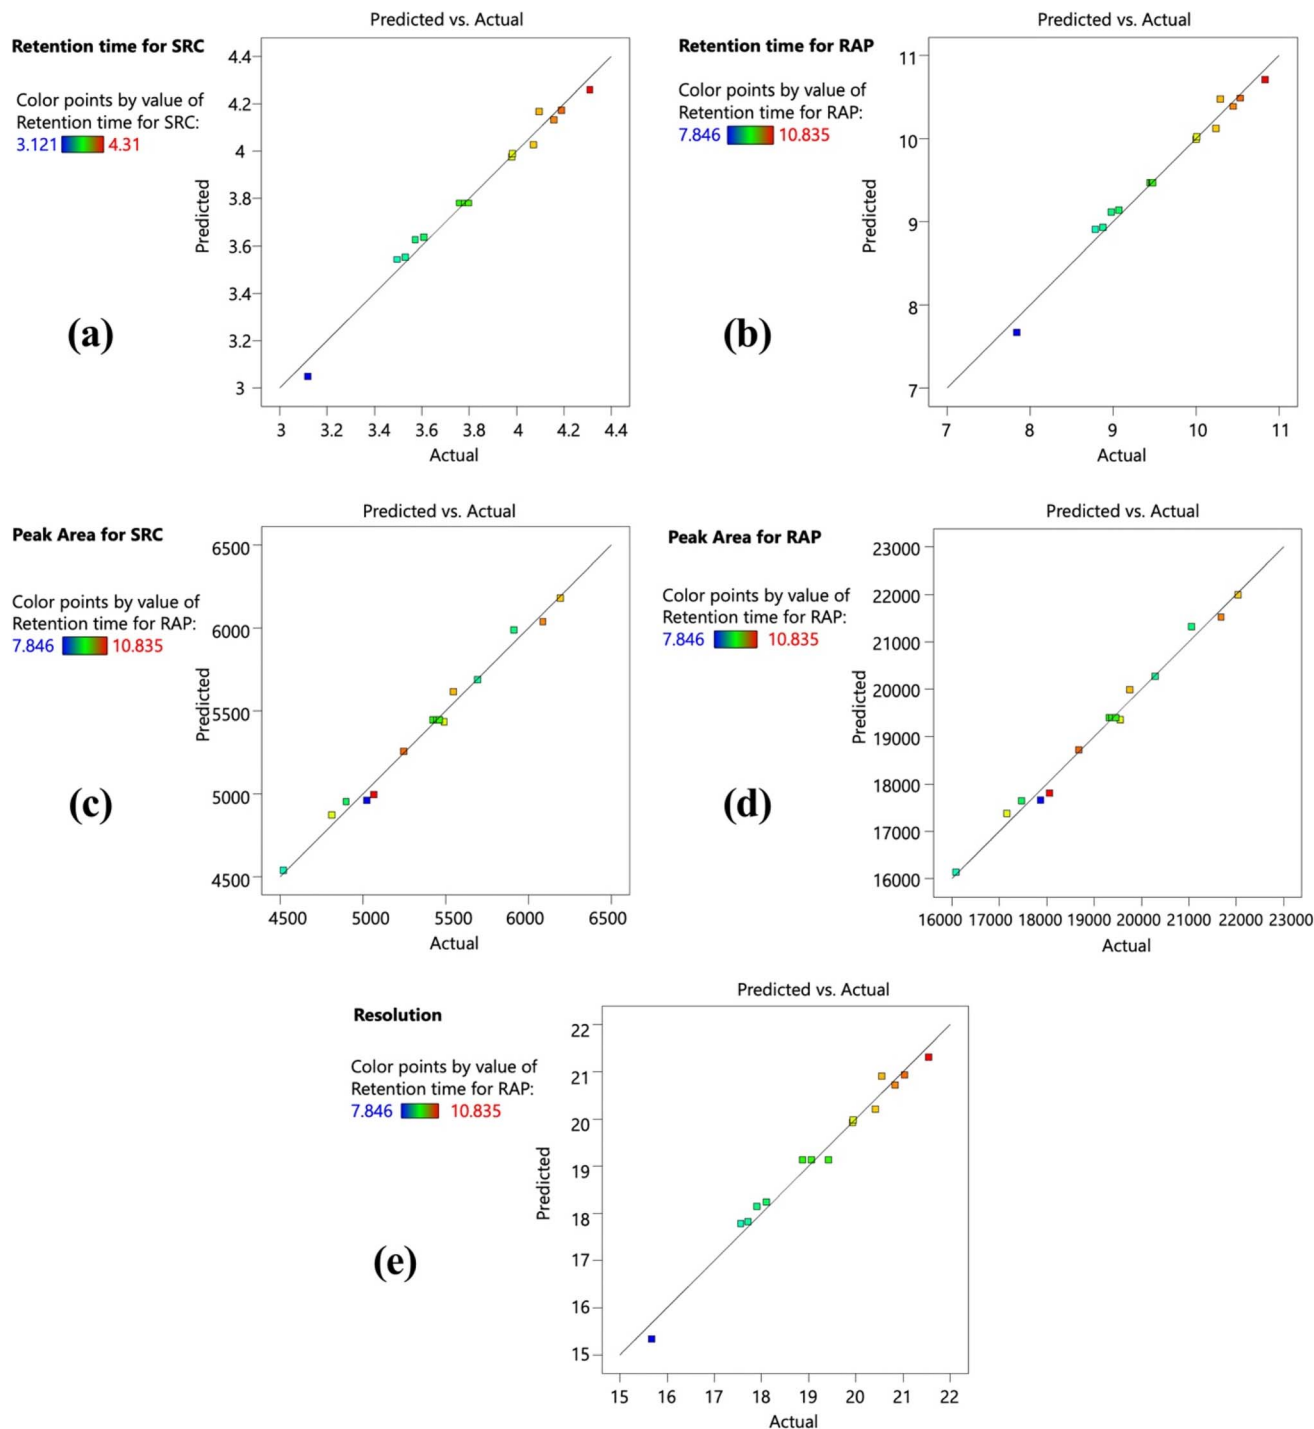 Predicted vs. Actual
Retention time for SRC
Color points by value of
Retention time for SRC:
3.121 4.31
4.4
4.2
4
3.8
3.6
3.4
3.2
3
Predicted
(a)
3 3.2 3.4 3.6 3.8 4 4.2 4.4
Actual
Predicted vs. Actual
Retention time for RAP
Color points by value of
Retention time for RAP:
7.846 10.835
11
10
9
8
7
Predicted
(b)
7 8 9 10 11
Actual
Predicted vs. Actual
Peak Area for SRC
Color points by value of
Retention time for RAP:
7.846 10.835
6500
6000
5500
5000
4500
Predicted
(c)
4500 5000 5500 6000 6500
Actual
Predicted vs. Actual
Peak Area for RAP
Color points by value of
Retention time for RAP:
7.846 10.835
23000
22000
21000
20000
19000
18000
17000
16000
Predicted
(d)
16000 17000 18000 19000 20000 21000 22000 23000
Actual
Predicted vs. Actual
Resolution
Color points by value of
Retention time for RAP:
7.846 10.835
22
21
20
19
18
17
16
15
Predicted
(e)
15 16 17 18 19 20 21 22
Actual